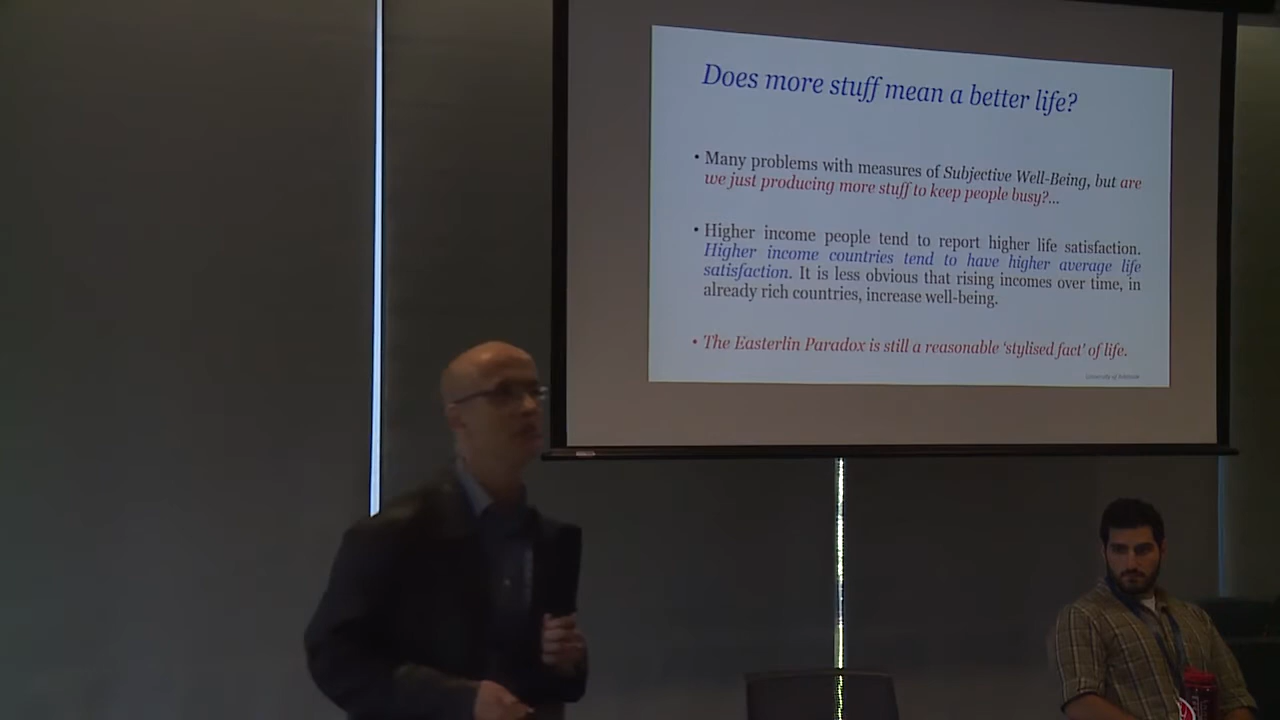 Does more stuff mean a better life?
• Many problems with measures of Subjective Well-Being, but are
we just producing more stuff to keep people busy?...
• Higher income people tend to report higher life satisfaction.
Higher income countries tend to have higher average life
satisfaction. It is less obvious that rising incomes over time, in
already rich countries, increase well-being.
• The Easterlin Paradox is still a reasonable ‘stylised fact’ of life.
University of Adelaide